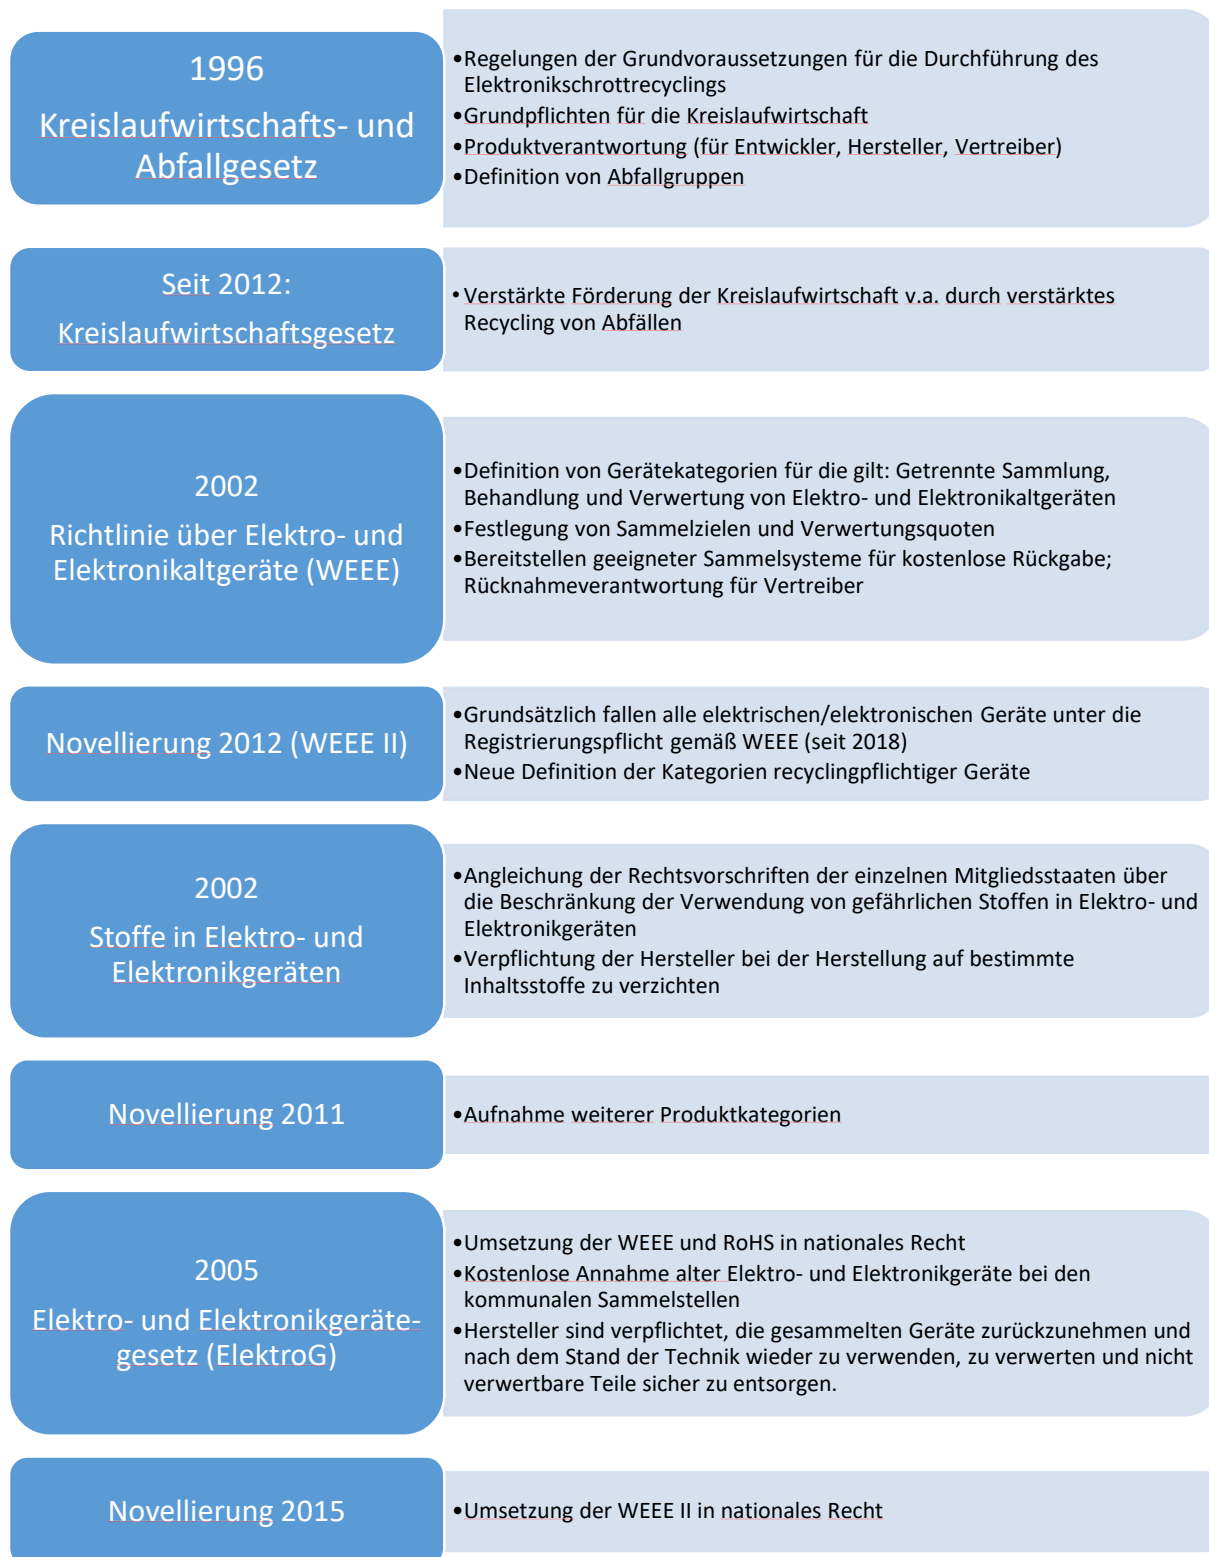 1996
Kreislaufwirtschafts- und
Abfallgesetz
•Regelungen der Grundvoraussetzungen für die Durchführung des
Elektronikschrottrecyclings
•Grundpflichten für die Kreislaufwirtschaft
•Produktverantwortung (für Entwickler, Hersteller, Vertreiber)
•Definition von Abfallgruppen
Seit 2012:
Kreislaufwirtschaftsgesetz
•Verstärkte Förderung der Kreislaufwirtschaft v.a. durch verstärktes
Recycling von Abfällen
2002
Richtlinie über Elektro- und
Elektronikaltgeräte (WEEE)
•Definition von Gerätekategorien für die gilt: Getrennte Sammlung,
Behandlung und Verwertung von Elektro- und Elektronikaltgeräten
•Festlegung von Sammelzielen und Verwertungsquoten
•Bereitstellen geeigneter Sammelsysteme für kostenlose Rückgabe;
Rücknahmeverantwortung für Vertreiber
Novellierung 2012 (WEEE II)
•Grundsätzlich fallen alle elektrischen/elektronischen Geräte unter die
Registrierungspflicht gemäß WEEE (seit 2018)
•Neue Definition der Kategorien recyclingpflichtiger Geräte
2002
Stoffe in Elektro- und
Elektronikgeräten
•Angleichung der Rechtsvorschriften der einzelnen Mitgliedsstaaten über
die Beschränkung der Verwendung von gefährlichen Stoffen in Elektro- und
Elektronikgeräten
•Verpflichtung der Hersteller bei der Herstellung auf bestimmte
Inhaltsstoffe zu verzichten
Novellierung 2011
•Aufnahme weiterer Produktkategorien
2005
Elektro- und Elektronikgeräte-
gesetz (ElektroG)
•Umsetzung der WEEE und RoHS in nationales Recht
•Kostenlose Annahme alter Elektro- und Elektronikgeräte bei den
kommunalen Sammelstellen
•Hersteller sind verpflichtet, die gesammelten Geräte zurückzunehmen und
nach dem Stand der Technik wieder zu verwenden, zu verwerten und nicht
verwertbare Teile sicher zu entsorgen.
Novellierung 2015
•Umsetzung der WEEE II in nationales Recht